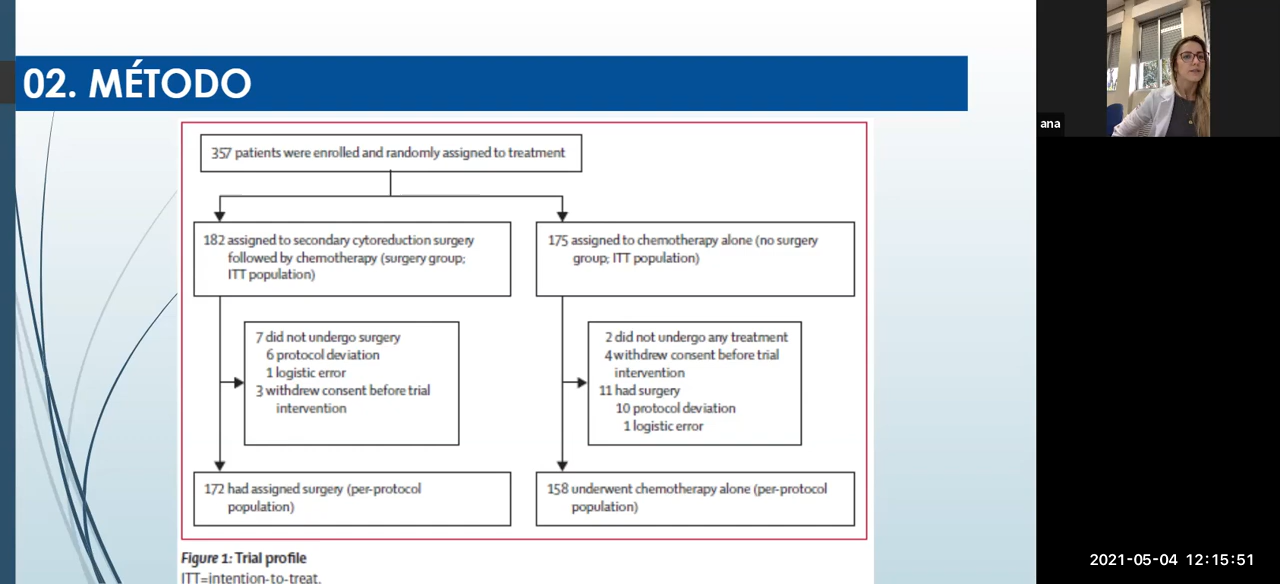 02. MÉTODO
ana
357 patients were enrolled and randomly assigned to treatment
182 assigned to secondary cytoreduction surgery
followed by chemotherapy (surgery group;
ITT population)
175 assigned to chemotherapy alone (no surgery
group; ITT population)
7 did not undergo surgery
6 protocol deviation
1 logistic error
3 withdrew consent before trial
intervention
2 did not undergo any treatment
4 withdrew consent before trial
intervention
11 had surgery
10 protocol deviation
1 logistic error
172 had assigned surgery (per-protocol
population)
158 underwent chemotherapy alone (per-protocol
population)
Figure 1: Trial profile
ITT=intention-to-treat.
2021-05-04 12:15:51